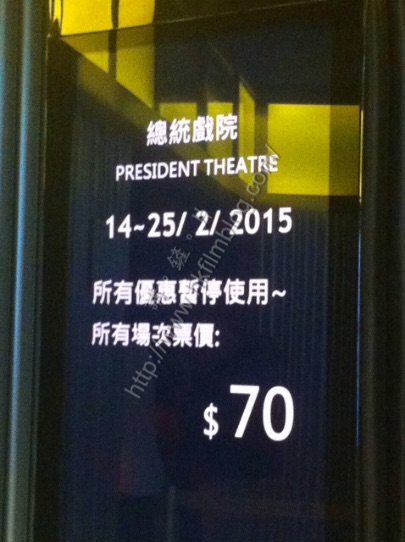 總統戲院
PRESIDENT THEATRE
14~25/ 2/ 2015
所有優惠暫停使用~
所有場次票價:
$ 70